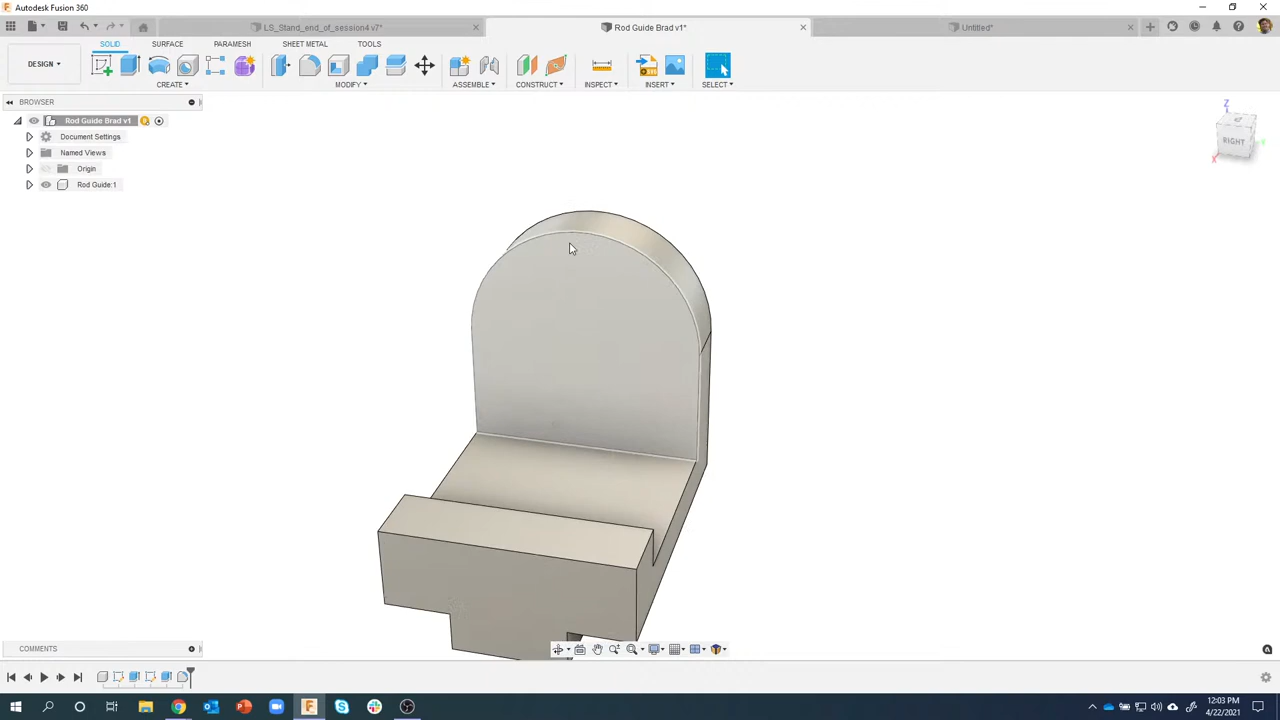 Autodesk Fusion 360
LS_Stand_end_of_session4 v7*
Rod Guide Brad v1*
Untitled*
SOLID
SURFACE
PARAMESH
SHEET METAL
TOOLS
DESIGN
CREATE
MODIFY
ASSEMBLE
CONSTRUCT
INSPECT
INSERT
SELECT
BROWSER
Rod Guide Brad v1
Document Settings
Named Views
Origin
Rod Guide:1
Z
RIGHT
X
Y
COMMENTS
12:03 PM
4/22/2021